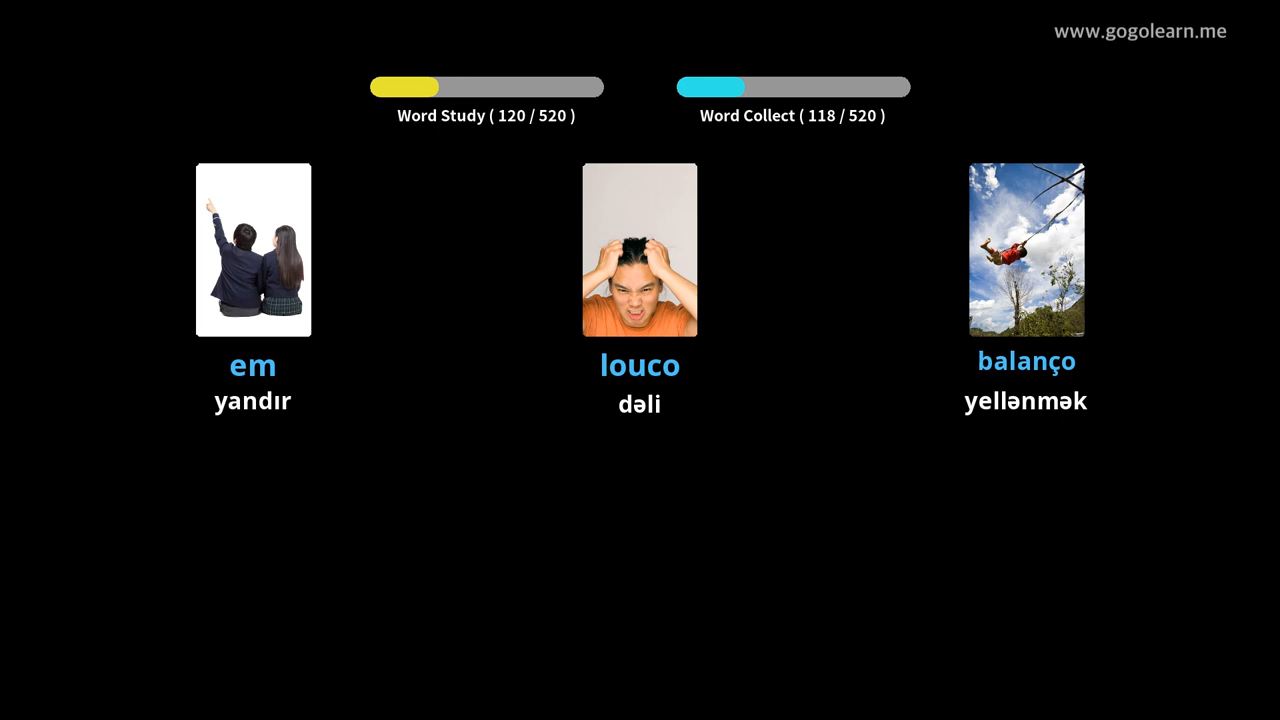 www.gogolearn.me
Word Study ( 120 / 520 )
Word Collect ( 118 / 520 )
em
yandır
louco
dəli
balanço
yellənmək